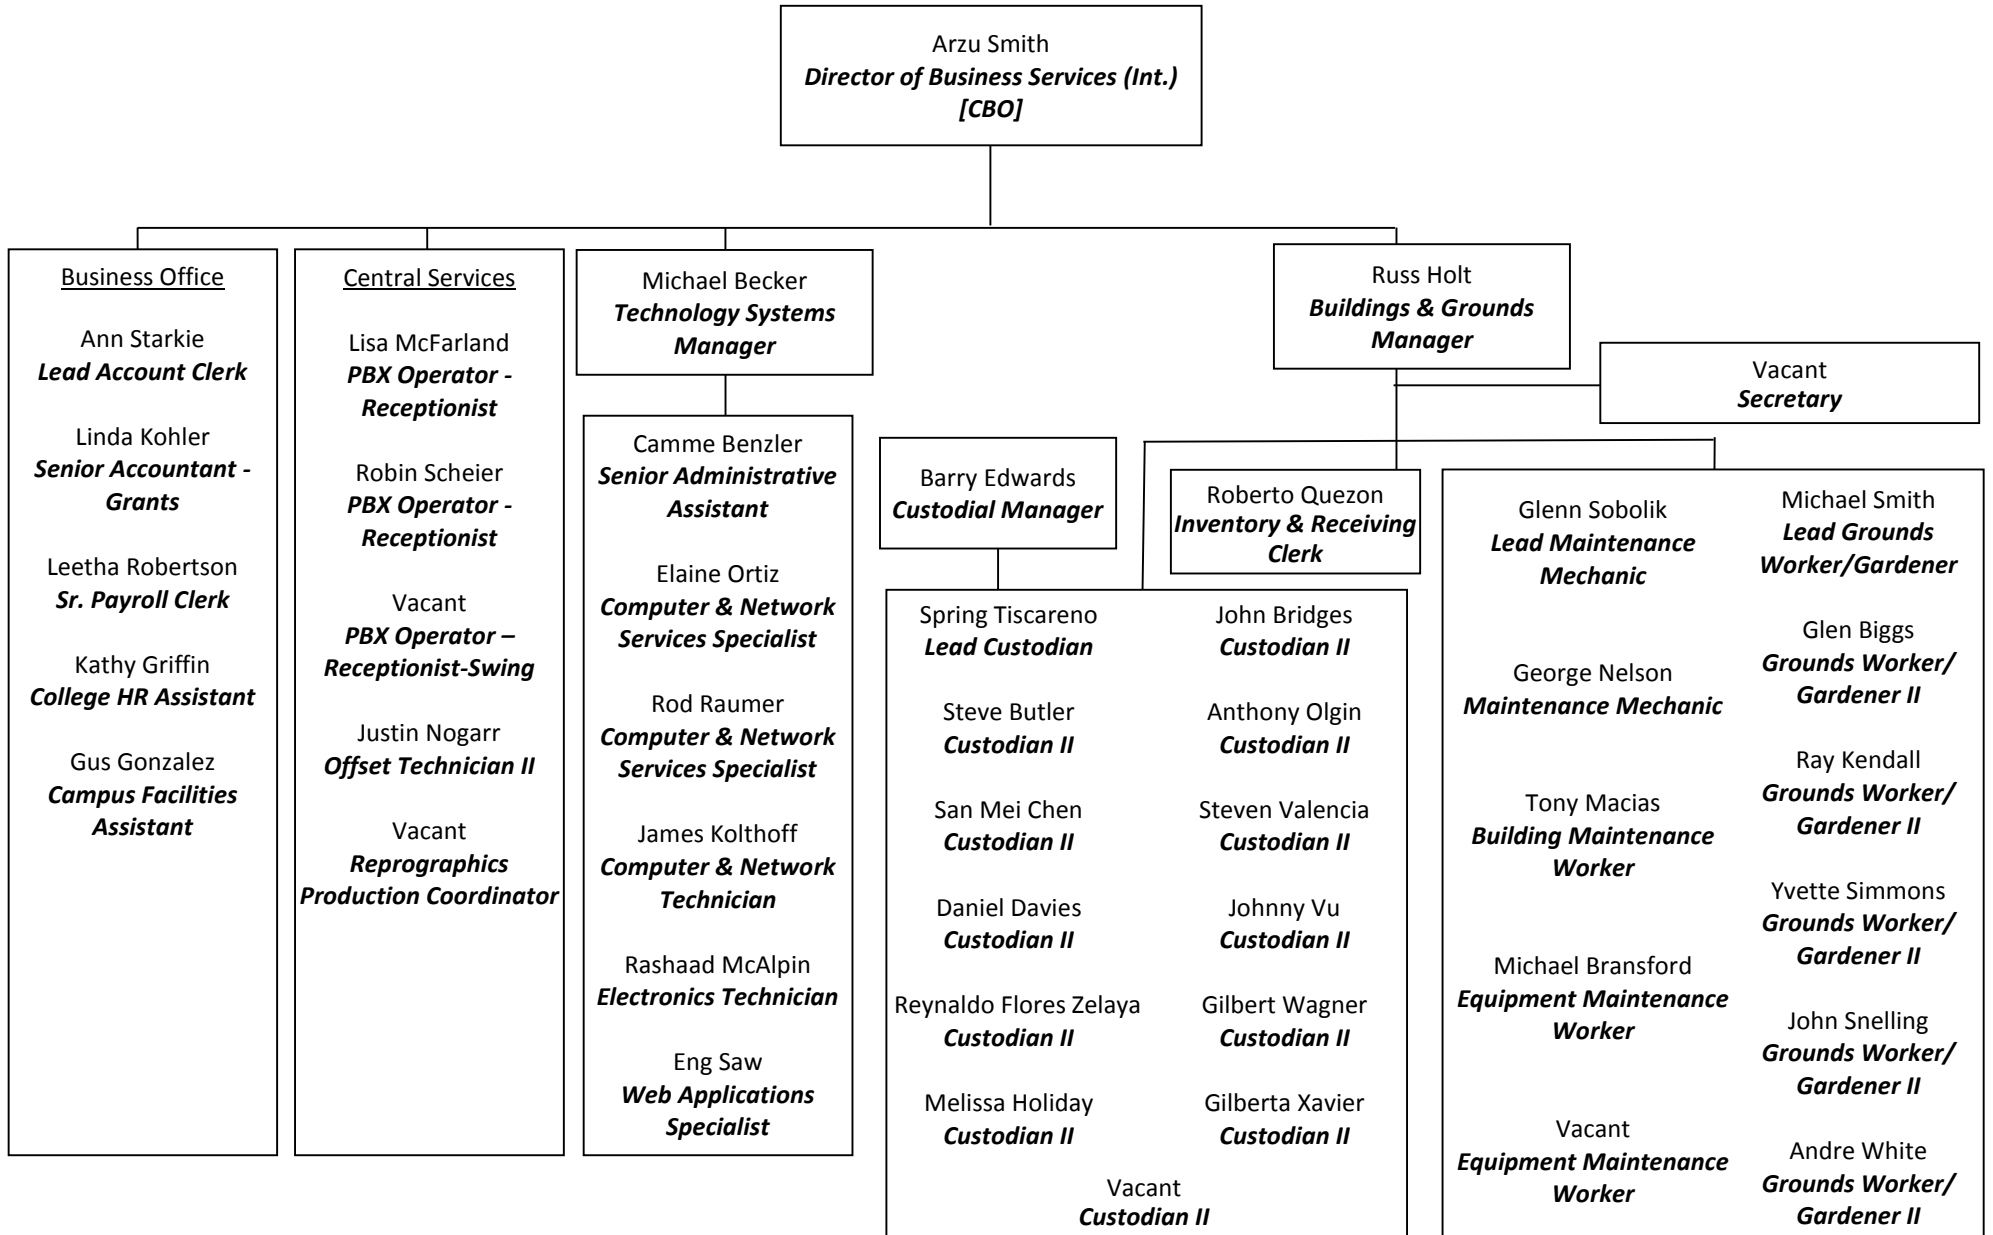 Arzu Smith
Director of Business Services (Int.)
[CBO]
Business Office
Ann Starkie
Lead Account Clerk
Linda Kohler
Senior Accountant -
Grants
Leetha Robertson
Sr. Payroll Clerk
Kathy Griffin
College HR Assistant
Gus Gonzalez
Campus Facilities
Assistant
Central Services
Lisa McFarland
PBX Operator -
Receptionist
Robin Scheier
PBX Operator -
Receptionist
Vacant
PBX Operator –
Receptionist-Swing
Justin Nogarr
Offset Technician II
Vacant
Reprographics
Production Coordinator
Michael Becker
Technology Systems
Manager
Camme Benzler
Senior Administrative
Assistant
Elaine Ortiz
Computer & Network
Services Specialist
Rod Raumer
Computer & Network
Services Specialist
James Kolthoff
Computer & Network
Technician
Rashaad McAlpin
Electronics Technician
Eng Saw
Web Applications
Specialist
Russ Holt
Buildings & Grounds
Manager
Vacant
Secretary
Barry Edwards
Custodial Manager
Roberto Quezon
Inventory & Receiving
Clerk
Spring Tiscareno
Lead Custodian
Steve Butler
Custodian II
San Mei Chen
Custodian II
Daniel Davies
Custodian II
Reynaldo Flores Zelaya
Custodian II
Melissa Holiday
Custodian II
John Bridges
Custodian II
Anthony Olgin
Custodian II
Steven Valencia
Custodian II
Johnny Vu
Custodian II
Gilbert Wagner
Custodian II
Gilberta Xavier
Custodian II
Vacant
Custodian II
Glenn Sobolik
Lead Maintenance
Mechanic
George Nelson
Maintenance Mechanic
Tony Macias
Building Maintenance
Worker
Michael Bransford
Equipment Maintenance
Worker
Vacant
Equipment Maintenance
Worker
Michael Smith
Lead Grounds
Worker/Gardener
Glen Biggs
Grounds Worker/
Gardener II
Ray Kendall
Grounds Worker/
Gardener II
Yvette Simmons
Grounds Worker/
Gardener II
John Snelling
Grounds Worker/
Gardener II
Andre White
Grounds Worker/
Gardener II